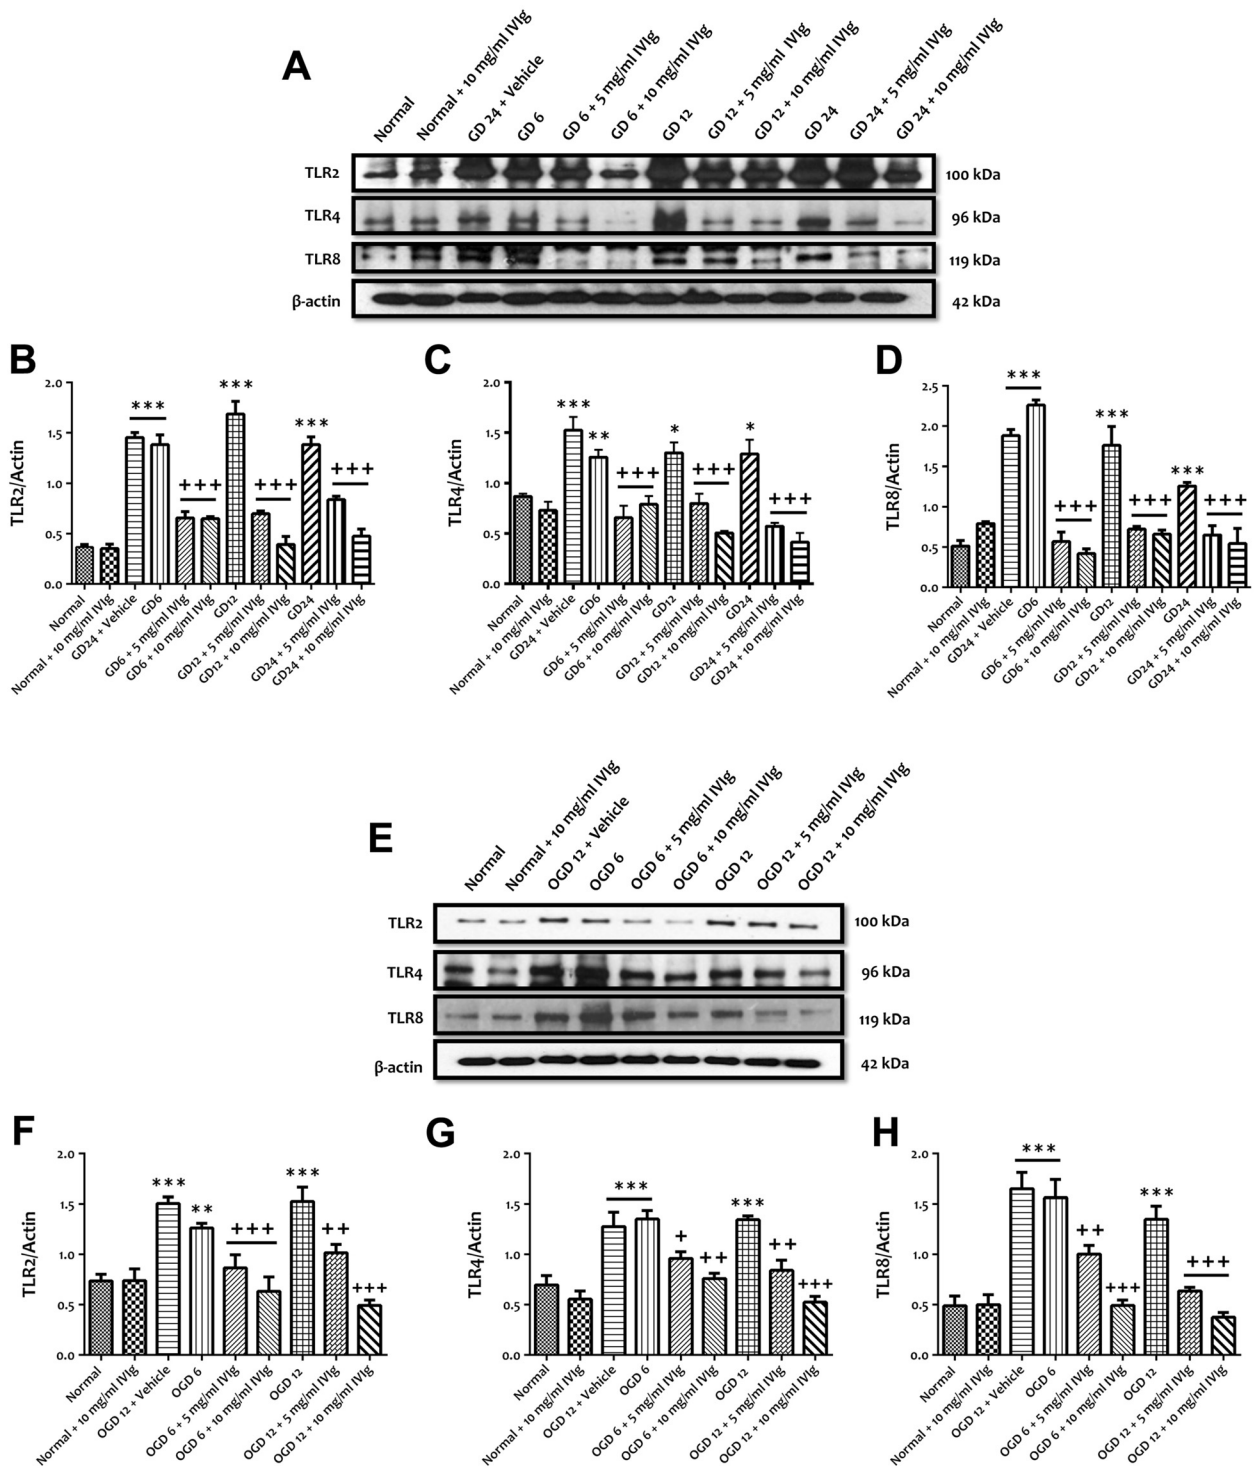 A
Normal
Normal + 10 mg/ml IVIg
GD 24 + Vehicle
GD 6
GD 6 + 5 mg/ml IVIg
GD 6 + 10 mg/ml IVIg
GD 12
GD 12 + 5 mg/ml IVIg
GD 12 + 10 mg/ml IVIg
GD 24
GD 24 + 5 mg/ml IVIg
GD 24 + 10 mg/ml IVIg
TLR2 100 kDa
TLR4 96 kDa
TLR8 119 kDa
β-actin 42 kDa
B
TLR2/Actin
2.0
1.5
1.0
0.5
0.0
***
+++
***
+++
***
+++
Normal
Normal + 10 mg/ml IVIg
GD24 + Vehicle
GD6
GD6 + 5 mg/ml IVIg
GD6 + 10 mg/ml IVIg
GD12
GD12 + 5 mg/ml IVIg
GD12 + 10 mg/ml IVIg
GD24
GD24 + 5 mg/ml IVIg
GD24 + 10 mg/ml IVIg
C
TLR4/Actin
2.0
1.5
1.0
0.5
0.0
***
**
+++
*
+++
*
+++
Normal
Normal + 10 mg/ml IVIg
GD24 + Vehicle
GD6
GD6 + 5 mg/ml IVIg
GD6 + 10 mg/ml IVIg
GD12
GD12 + 5 mg/ml IVIg
GD12 + 10 mg/ml IVIg
GD24
GD24 + 5 mg/ml IVIg
GD24 + 10 mg/ml IVIg
D
TLR8/Actin
2.5
2.0
1.5
1.0
0.5
0.0
***
+++
***
+++
***
+++
Normal
Normal + 10 mg/ml IVIg
GD24 + Vehicle
GD6
GD6 + 5 mg/ml IVIg
GD6 + 10 mg/ml IVIg
GD12
GD12 + 5 mg/ml IVIg
GD12 + 10 mg/ml IVIg
GD24
GD24 + 5 mg/ml IVIg
GD24 + 10 mg/ml IVIg
E
Normal
Normal + 10 mg/ml IVIg
OGD 12 + Vehicle
OGD 6
OGD 6 + 5 mg/ml IVIg
OGD 6 + 10 mg/ml IVIg
OGD 12
OGD 12 + 5 mg/ml IVIg
OGD 12 + 10 mg/ml IVIg
TLR2 100 kDa
TLR4 96 kDa
TLR8 119 kDa
β-actin 42 kDa
F
TLR2/Actin
2.0
1.5
1.0
0.5
0.0
***
**
+++
***
++
+++
Normal
Normal + 10 mg/ml IVIg
OGD 12 + Vehicle
OGD 6
OGD 6 + 5 mg/ml IVIg
OGD 6 + 10 mg/ml IVIg
OGD 12
OGD 12 + 5 mg/ml IVIg
OGD 12 + 10 mg/ml IVIg
G
TLR4/Actin
2.0
1.5
1.0
0.5
0.0
***
+
++
***
++
+++
Normal
Normal + 10 mg/ml IVIg
OGD 12 + Vehicle
OGD 6
OGD 6 + 5 mg/ml IVIg
OGD 6 + 10 mg/ml IVIg
OGD 12
OGD 12 + 5 mg/ml IVIg
OGD 12 + 10 mg/ml IVIg
H
TLR8/Actin
2.0
1.5
1.0
0.5
0.0
***
++
+++
***
+++
Normal
Normal + 10 mg/ml IVIg
OGD 12 + Vehicle
OGD 6
OGD 6 + 5 mg/ml IVIg
OGD 6 + 10 mg/ml IVIg
OGD 12
OGD 12 + 5 mg/ml IVIg
OGD 12 + 10 mg/ml IVIg